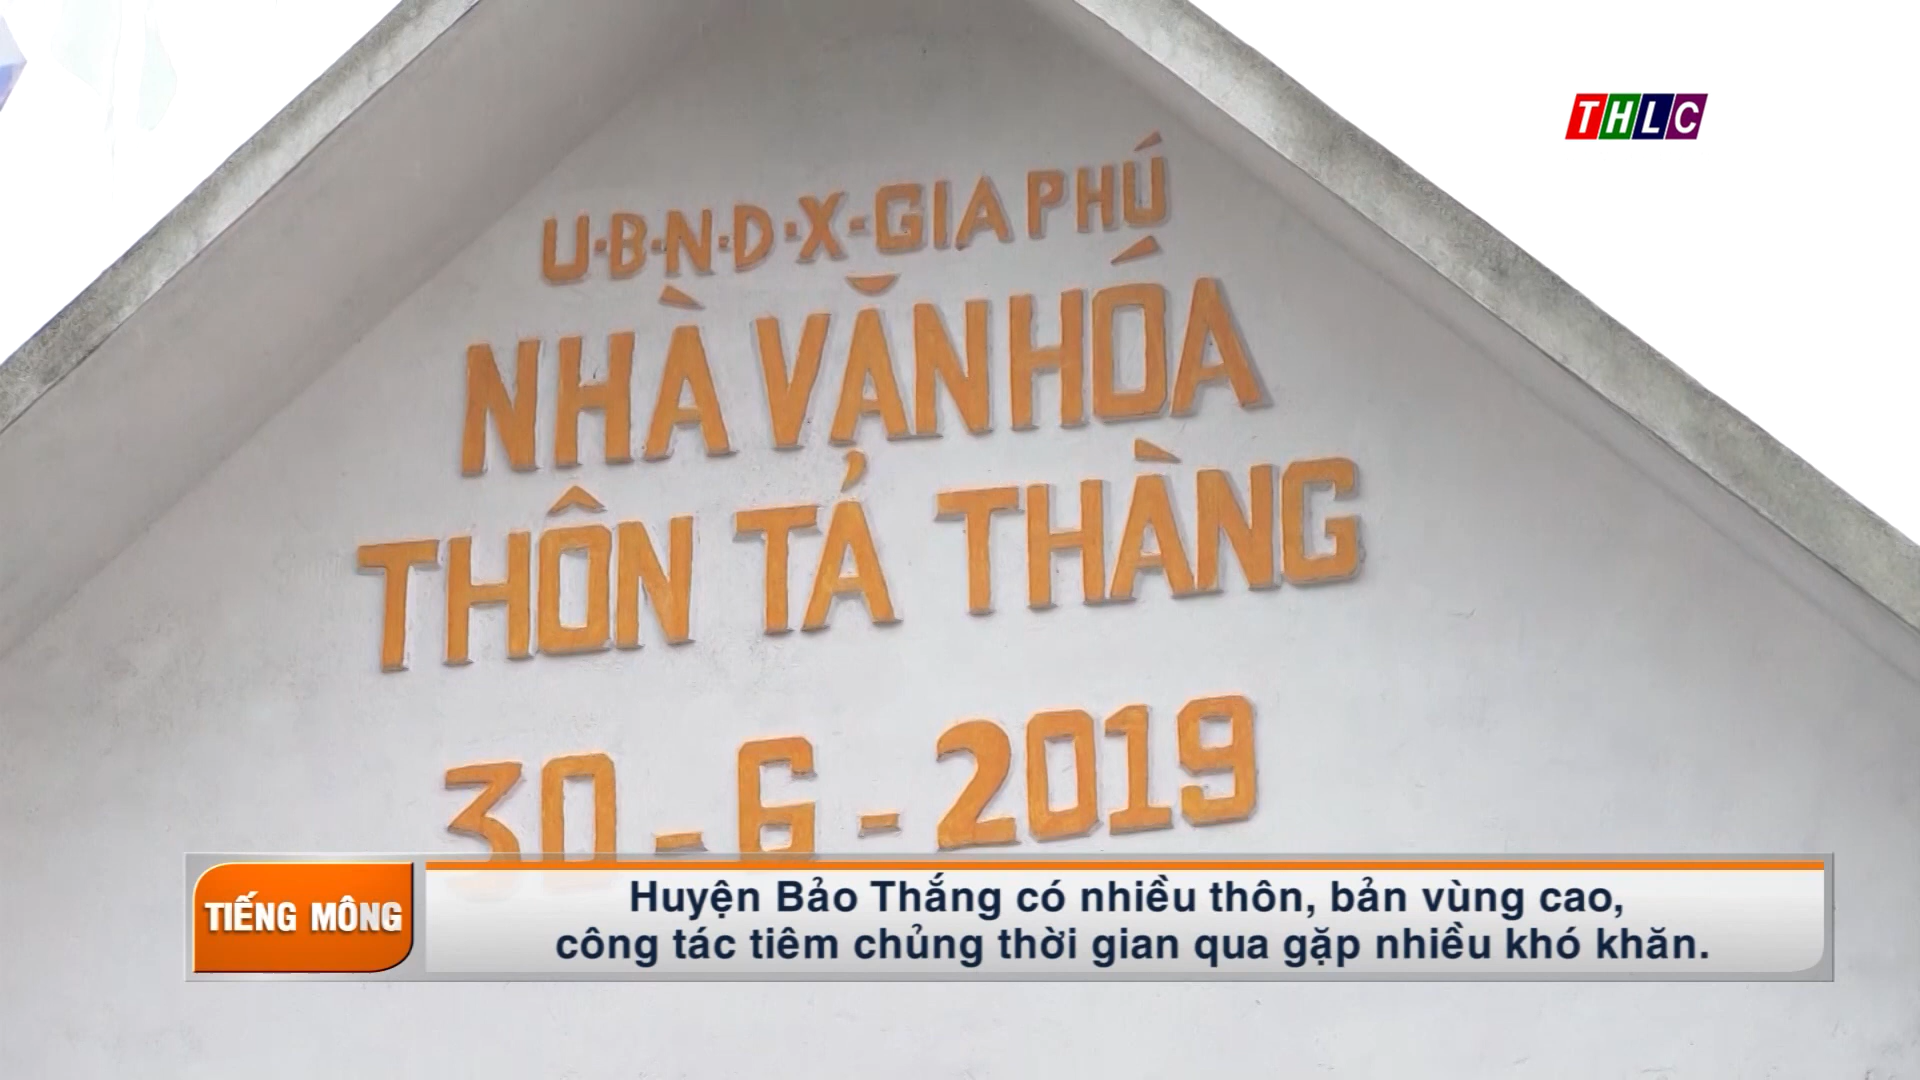 THLC
U·B·N·D·X-GIA PHÚ
NHÀ VĂN HÓA
THÔN TẢ THÀNG
30-6-2019
TIẾNG MÔNG
Huyện Bảo Thắng có nhiều thôn, bản vùng cao,
công tác tiêm chủng thời gian qua gặp nhiều khó khăn.